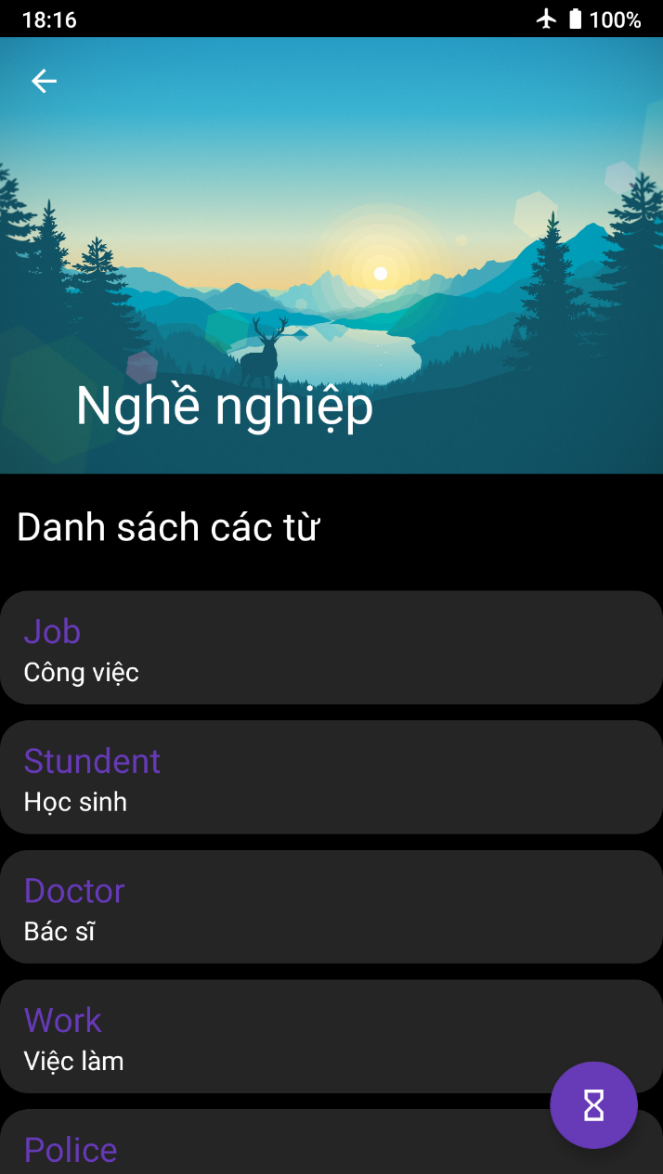 18:16 100%
Nghề nghiệp
Danh sách các từ
Job
Công việc
Stundent
Học sinh
Doctor
Bác sĩ
Work
Việc làm
Police